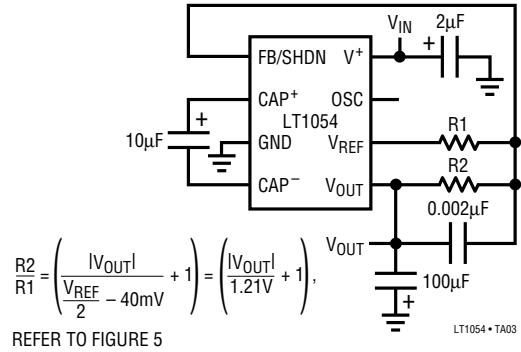 V_IN
2µF
+
FB/SHDN
V⁺
CAP⁺
OSC
LT1054
+
10µF
GND
V_REF
R1
R2
CAP⁻
V_OUT
0.002µF
V_OUT
100µF
+
R2/R1 = (|V_OUT| / (V_REF/2 – 40mV) + 1) = (|V_OUT| / 1.21V + 1),
REFER TO FIGURE 5
LT1054 • TA03